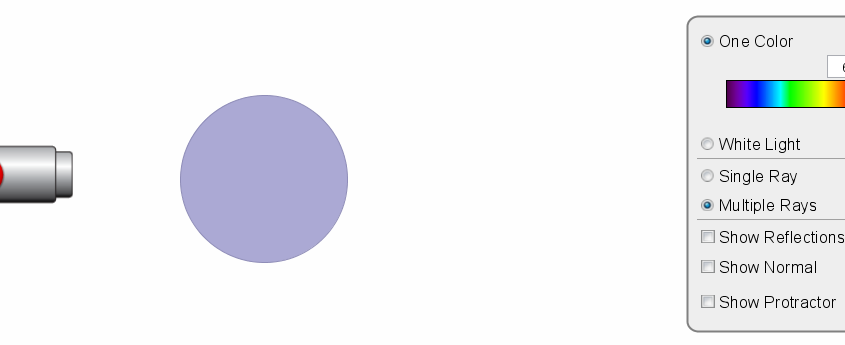 One Color
White Light
Single Ray
Multiple Rays
Show Reflections
Show Normal
Show Protractor